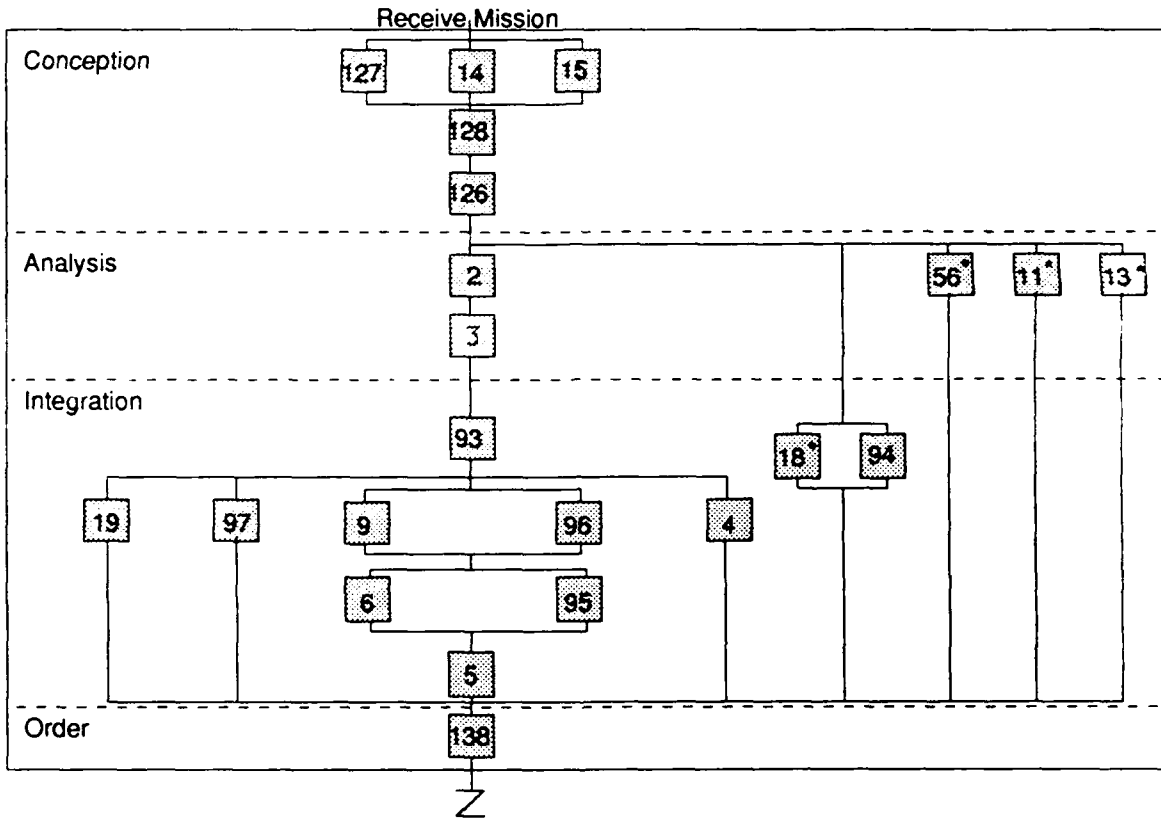 Receive Mission
Conception
127 14 15
128
126
Analysis
2 56* 11* 13*
3
Integration
93
18* 94
19 97 9 96 4
6 95
5
Order
138
Z